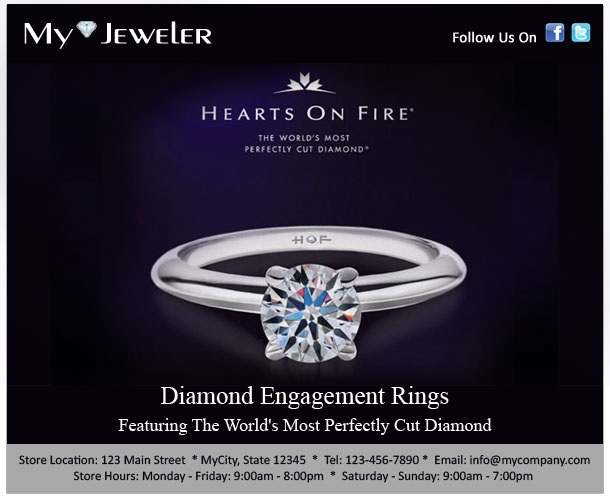 My Jeweler
Follow Us On
Hearts On Fire®
THE WORLD'S MOST
PERFECTLY CUT DIAMOND®
HOF
Diamond Engagement Rings
Featuring The World's Most Perfectly Cut Diamond
Store Location: 123 Main Street * MyCity, State 12345 * Tel: 123-456-7890 * Email: info@mycompany.com
Store Hours: Monday - Friday: 9:00am - 8:00pm * Saturday - Sunday: 9:00am - 7:00pm